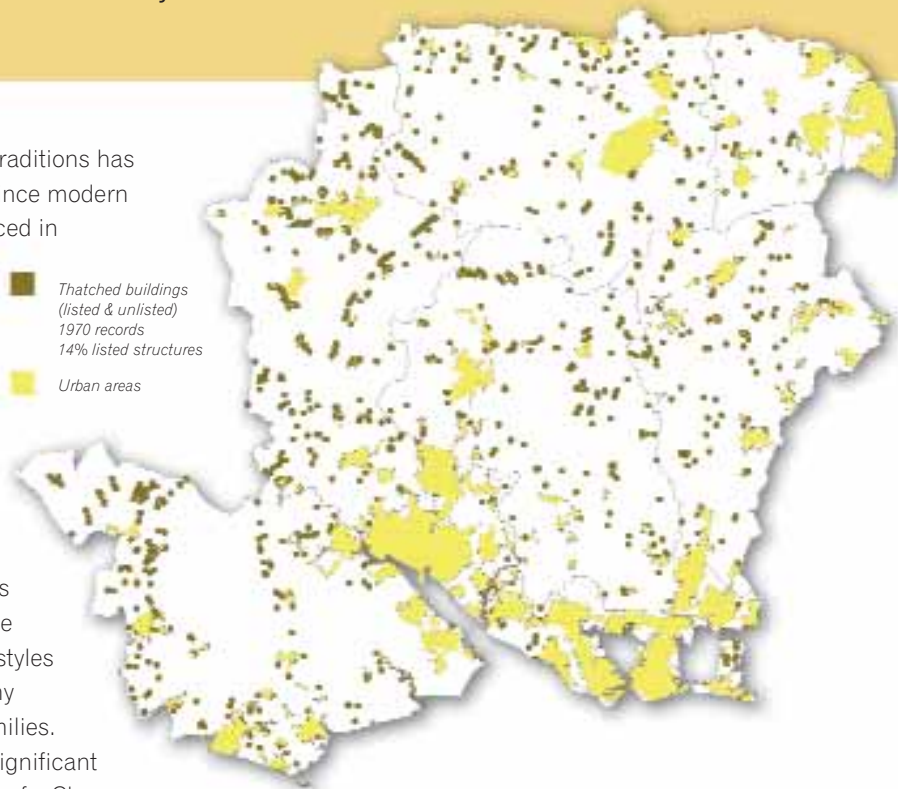 raditions has
nce modern
ced in
Thatched buildings
(listed & unlisted)
1970 records
14% listed structures
Urban areas
s
e
styles
ny
nilies.
ignificant